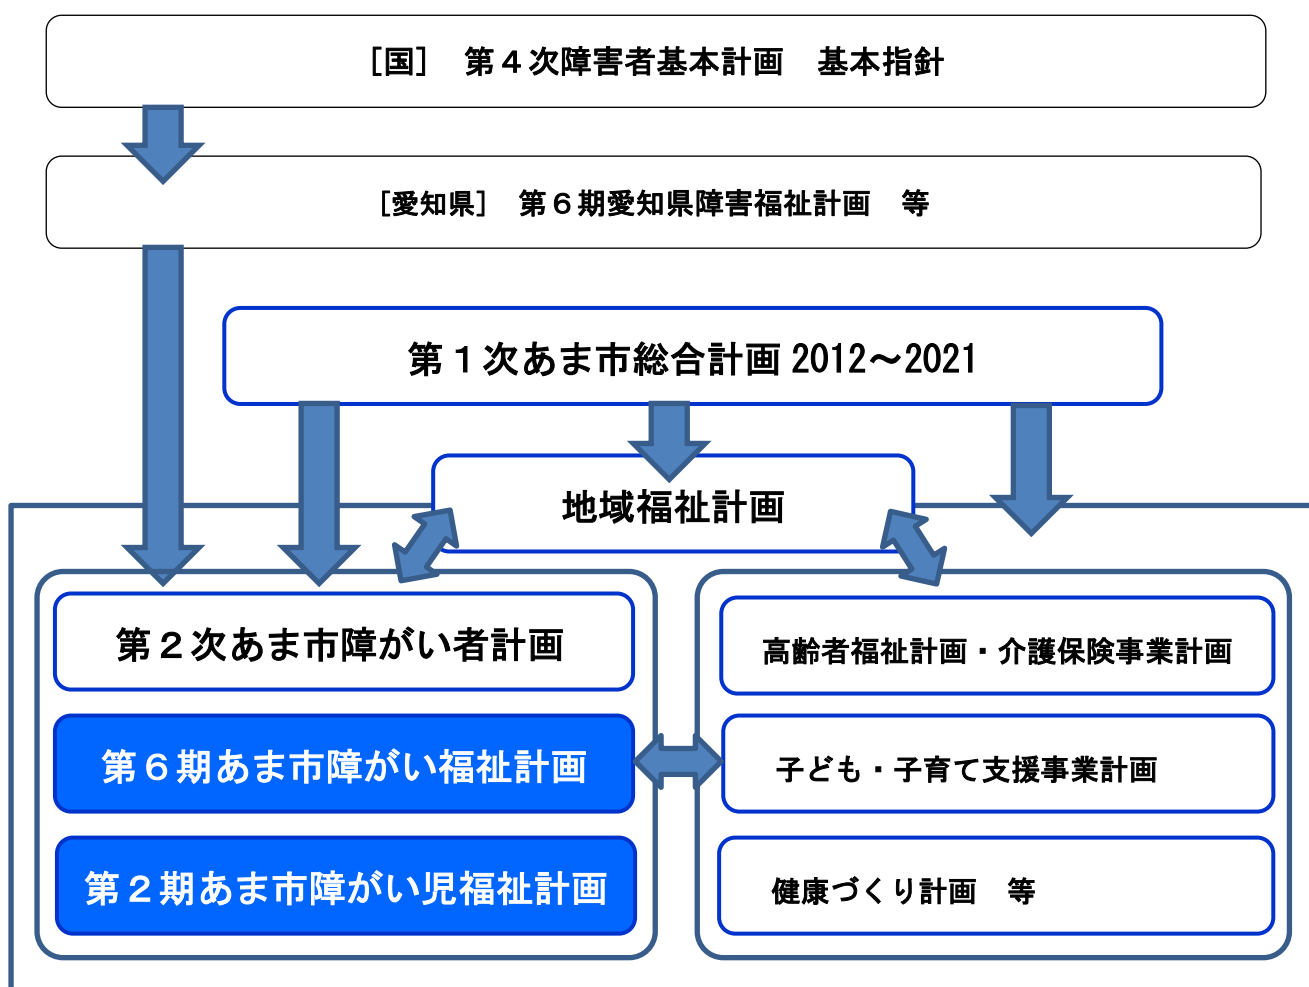 ［国］　第４次障害者基本計画　基本指針
［愛知県］　第６期愛知県障害福祉計画　等
第１次あま市総合計画 2012～2021
地域福祉計画
第２次あま市障がい者計画
第６期あま市障がい福祉計画
第２期あま市障がい児福祉計画
高齢者福祉計画・介護保険事業計画
子ども・子育て支援事業計画
健康づくり計画　等